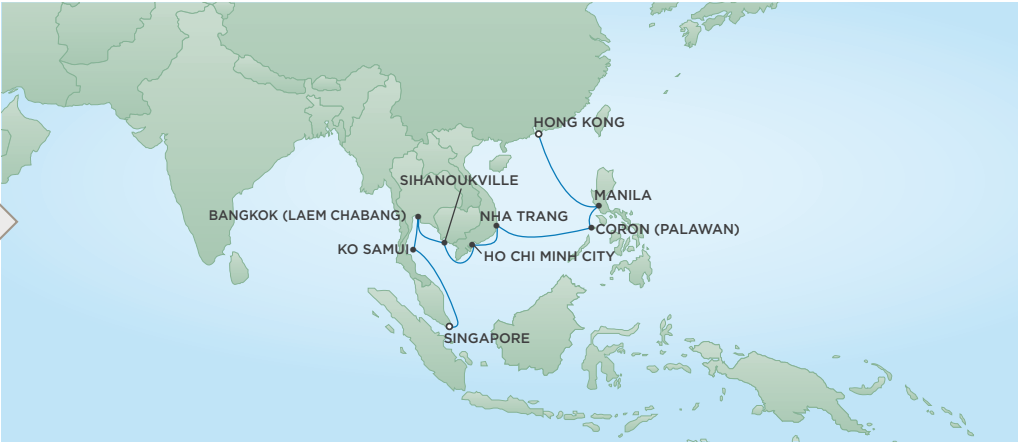 HONG KONG
SIHANOUKVILLE
MANILA
BANGKOK (LAEM CHABANG)
NHA TRANG
CORON (PALAWAN)
KO SAMUI
HO CHI MINH CITY
SINGAPORE